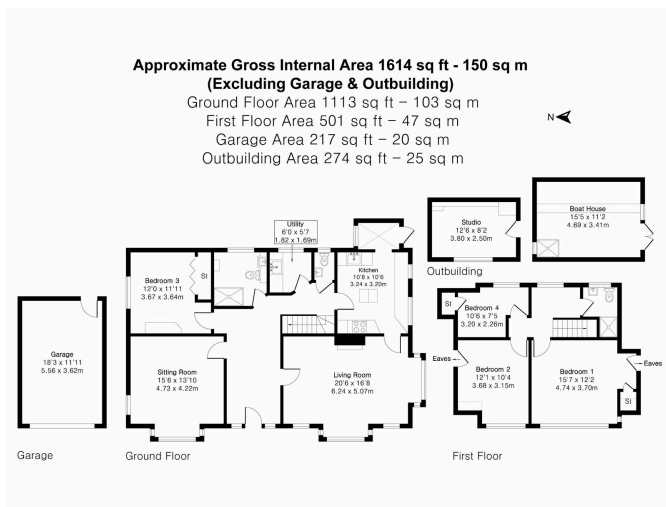 Approximate Gross Internal Area 1614 sq ft - 150 sq m
(Excluding Garage & Outbuilding)
Ground Floor Area 1113 sq ft – 103 sq m
First Floor Area 501 sq ft – 47 sq m
Garage Area 217 sq ft – 20 sq m
Outbuilding Area 274 sq ft – 25 sq m
N
Studio
12'6 x 8'2
3.80 x 2.50m
Boat House
15'5 x 11'2
4.69 x 3.41m
Outbuilding
Utility
6'0 x 5'7
1.82 x 1.69m
Kitchen
10'8 x 10'6
3.24 x 3.20m
Bedroom 3
12'0 x 11'11
3.67 x 3.64m
St
Sitting Room
15'6 x 13'10
4.73 x 4.22m
Living Room
20'6 x 16'8
6.24 x 5.07m
Garage
18'3 x 11'11
5.56 x 3.62m
St
Bedroom 4
10'6 x 7'5
3.20 x 2.26m
Eaves
Bedroom 2
12'1 x 10'4
3.68 x 3.15m
Bedroom 1
15'7 x 12'2
4.74 x 3.70m
Eaves
St
Garage
Ground Floor
First Floor